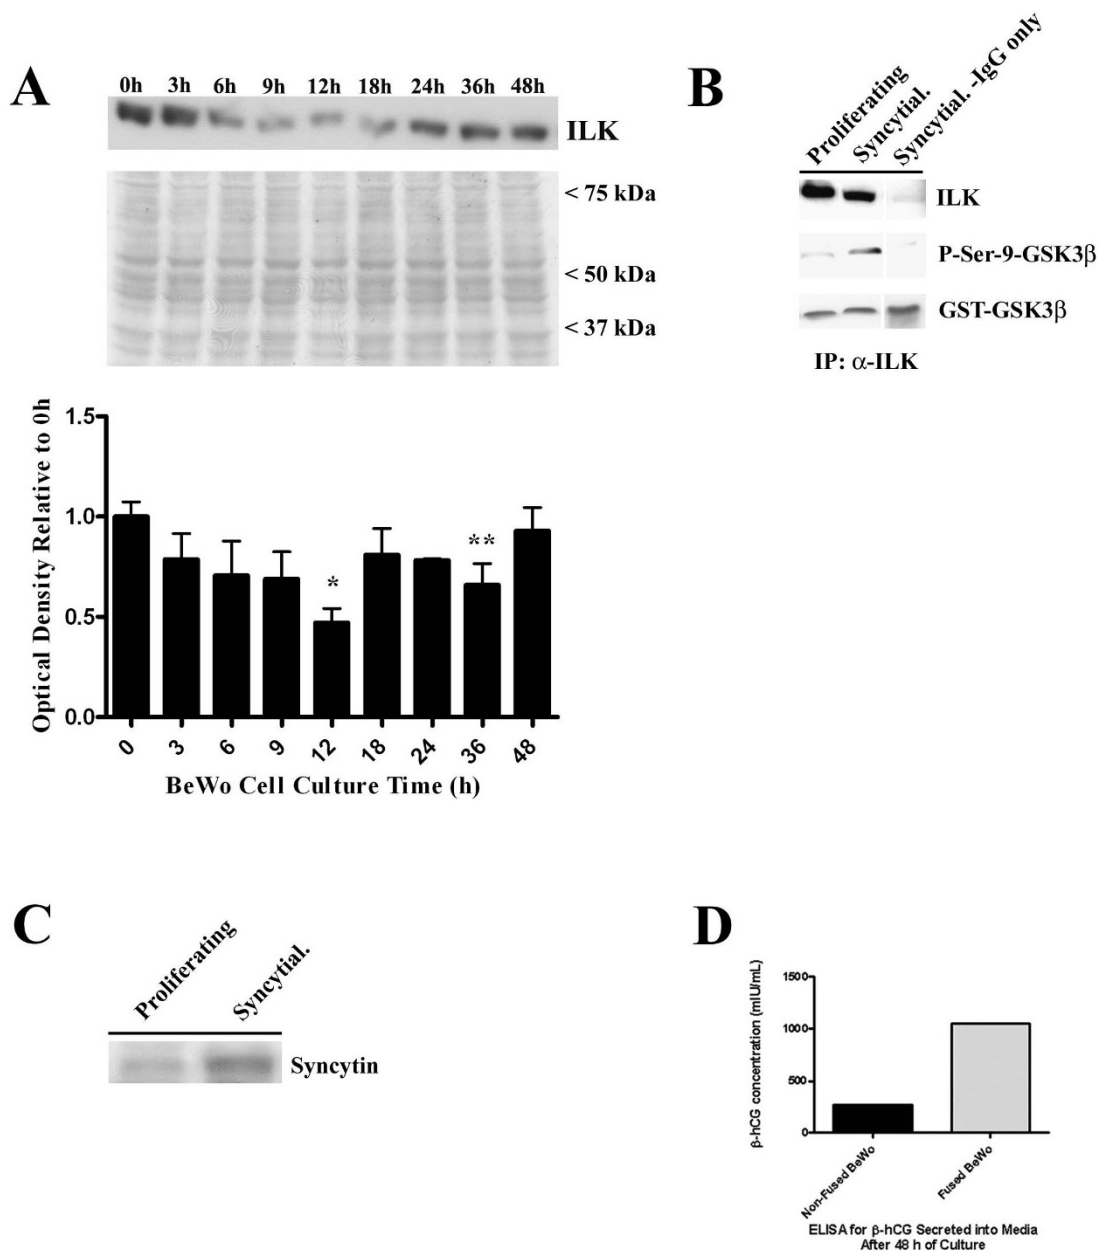 A
0h 3h 6h 9h 12h 18h 24h 36h 48h
ILK
< 75 kDa
< 50 kDa
< 37 kDa
Optical Density Relative to 0h
1.5
1.0
0.5
0.0
*
**
0 3 6 9 12 18 24 36 48
BeWo Cell Culture Time (h)
B
Proliferating
Syncytial.
Syncytial. -IgG only
ILK
P-Ser-9-GSK3β
GST-GSK3β
IP: α-ILK
C
Proliferating
Syncytial.
Syncytin
D
β-hCG concentration (mIU/mL)
1500
1000
500
0
Non-Fused BeWo
Fused BeWo
ELISA for β-hCG Secreted into Media
After 48 h of Culture